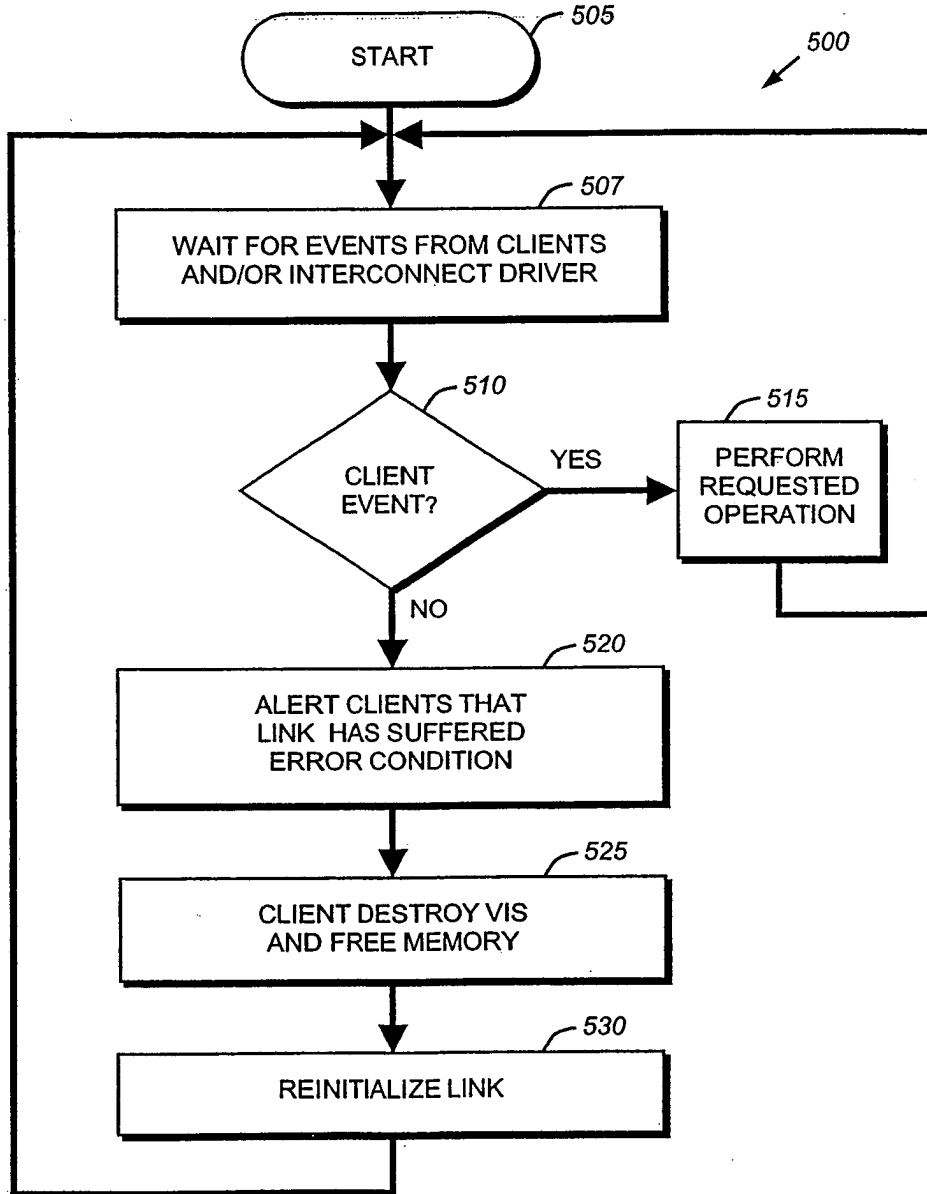 505
START
500
507
WAIT FOR EVENTS FROM CLIENTS
AND/OR INTERCONNECT DRIVER
510
CLIENT
EVENT?
YES
515
PERFORM
REQUESTED
OPERATION
NO
520
ALERT CLIENTS THAT
LINK HAS SUFFERED
ERROR CONDITION
525
CLIENT DESTROY VIS
AND FREE MEMORY
530
REINITIALIZE LINK